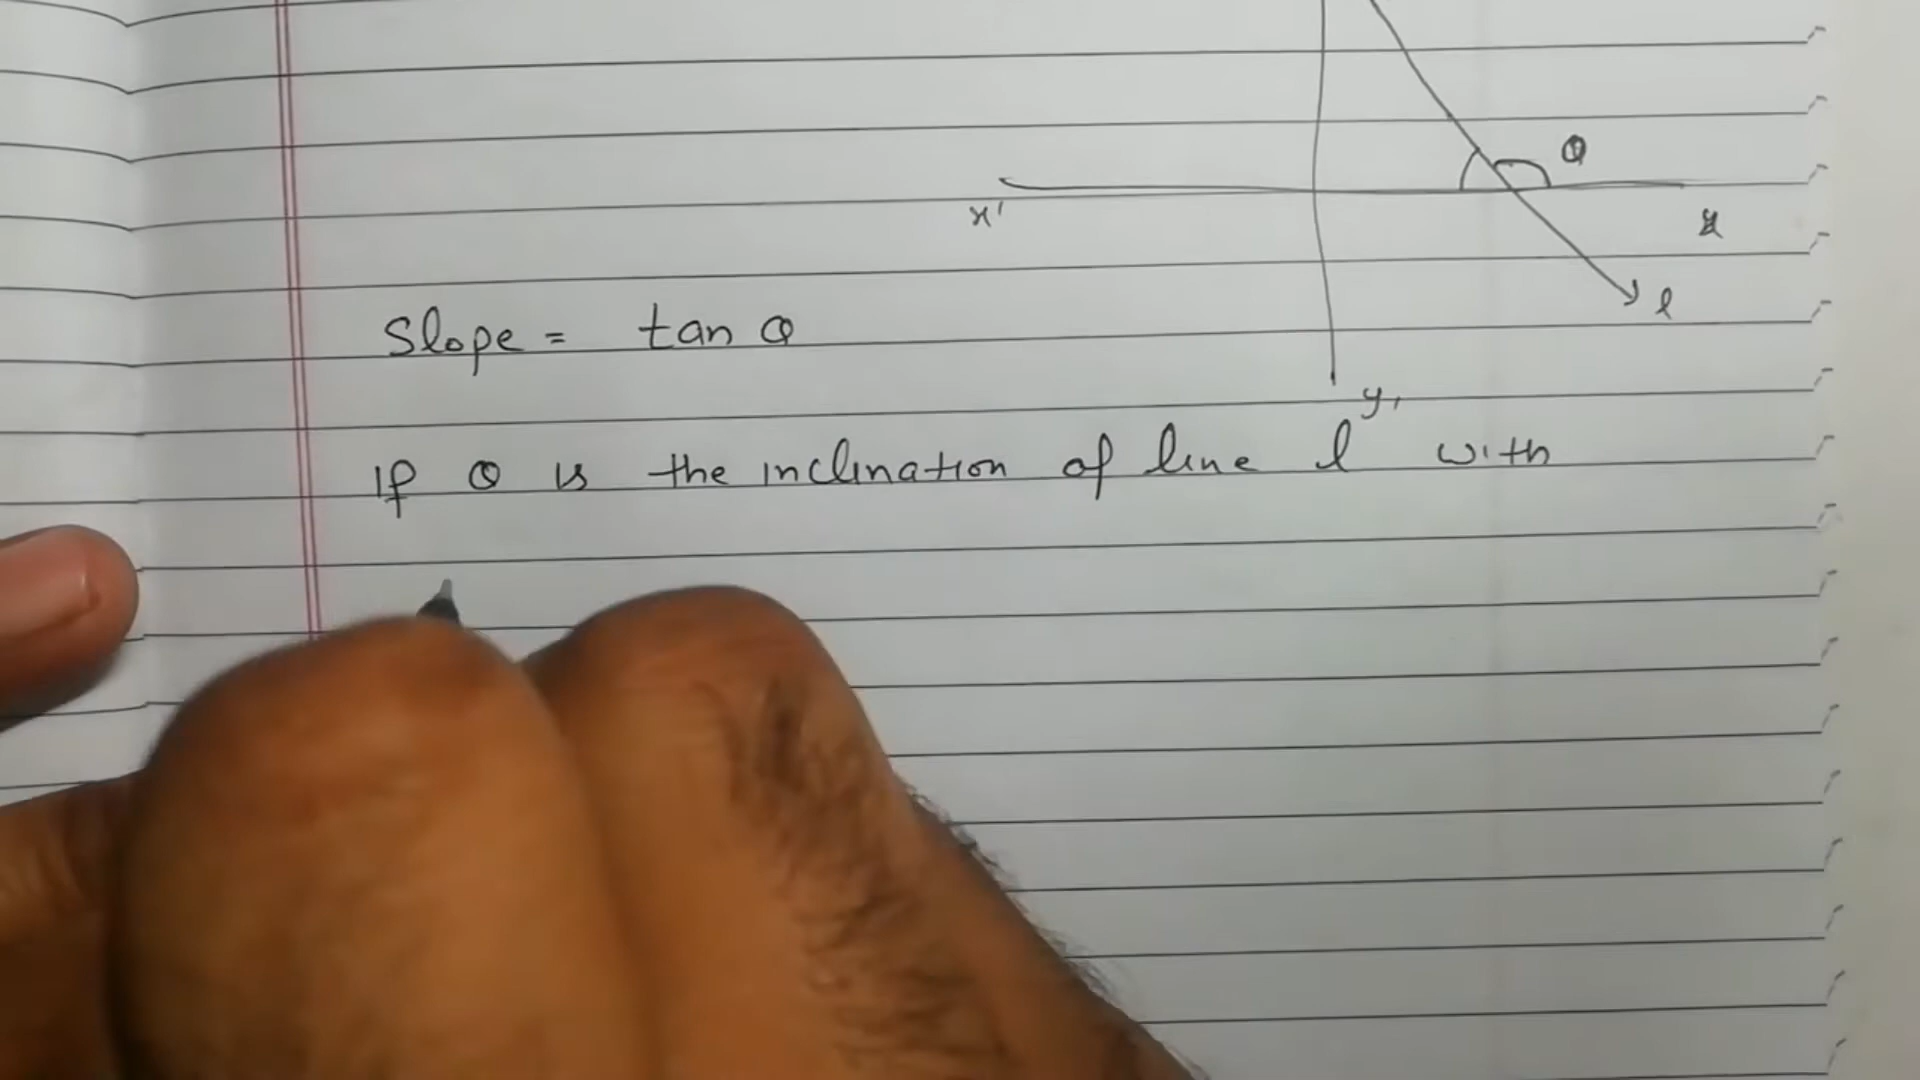 θ
x'
x
l
Slope = tan θ
y'
If θ is the inclination of line l with